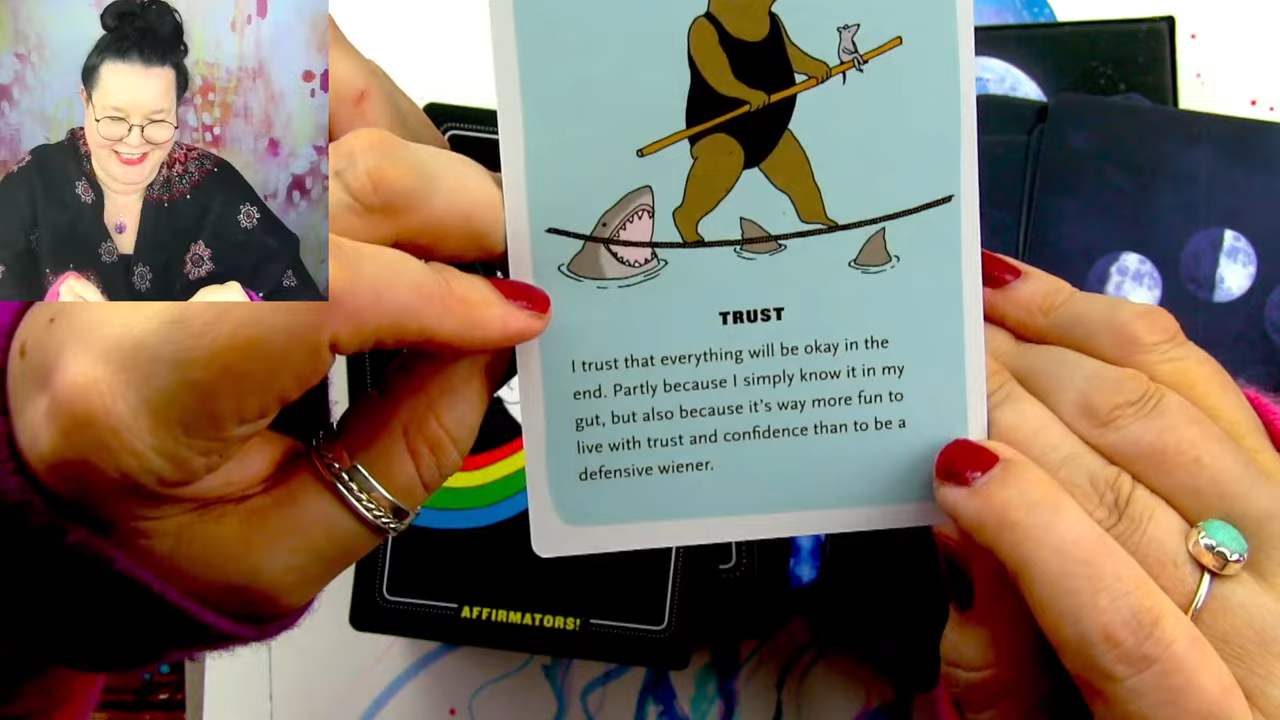 TRUST
I trust that everything will be okay in the
end. Partly because I simply know it in my
gut, but also because it's way more fun to
live with trust and confidence than to be a
defensive wiener.
AFFIRMATORS!